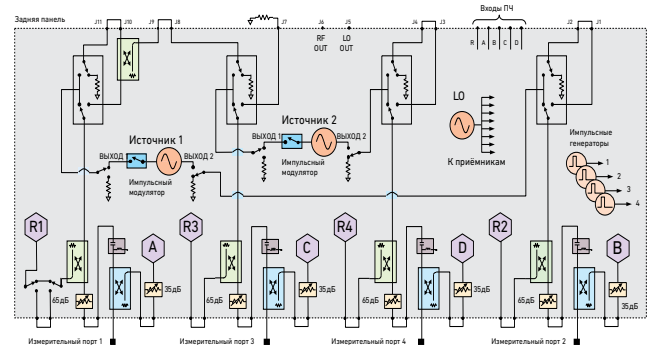 Задняя панель
J11 J10 J9 J8 J7 J6 J5 J4 J3 J2 J1
RF OUT
LO OUT
Входы ПЧ
R A B C D
Источник 1
ВЫХОД
ВЫХОД 2
Импульсный модулятор
Источник 2
ВЫХОД 1
ВЫХОД 2
Импульсный модулятор
LO
К приёмникам
Импульсные генераторы
1
2
3
4
R1 A R3 C R4 D R2 B
65дБ 35дБ 65дБ 35дБ 65дБ 35дБ 65дБ 35дБ
Измерительный порт 1 Измерительный порт 3 Измерительный порт 4 Измерительный порт 2